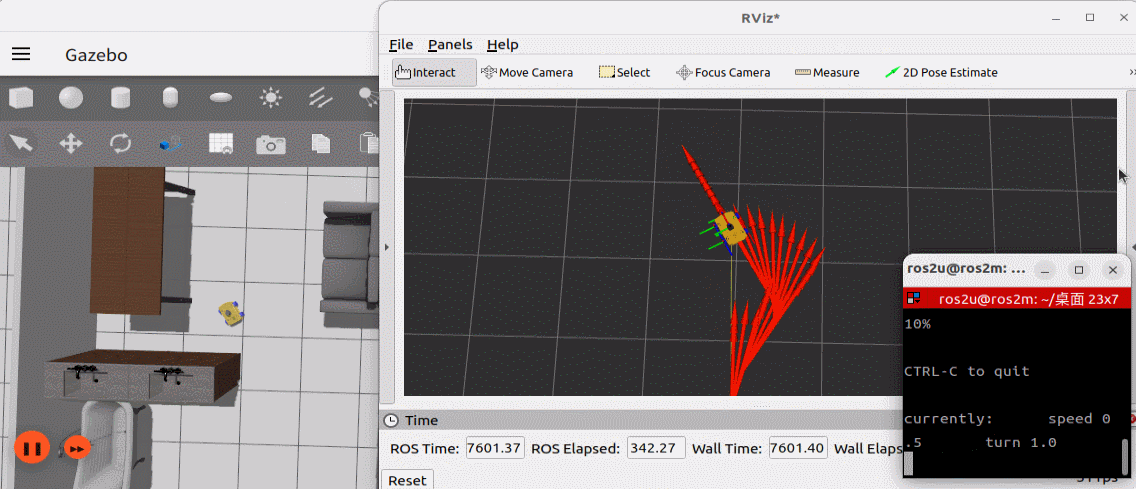 RViz*
Gazebo
File Panels Help
Interact Move Camera Select Focus Camera Measure 2D Pose Estimate
ros2u@ros2m: ...
ros2u@ros2m: ~/桌面 23x7
10%
CTRL-C to quit
currently: speed 0
.5 turn 1.0
Time
ROS Time: 7601.37 ROS Elapsed: 342.27 Wall Time: 7601.40 Wall Elaps
Reset